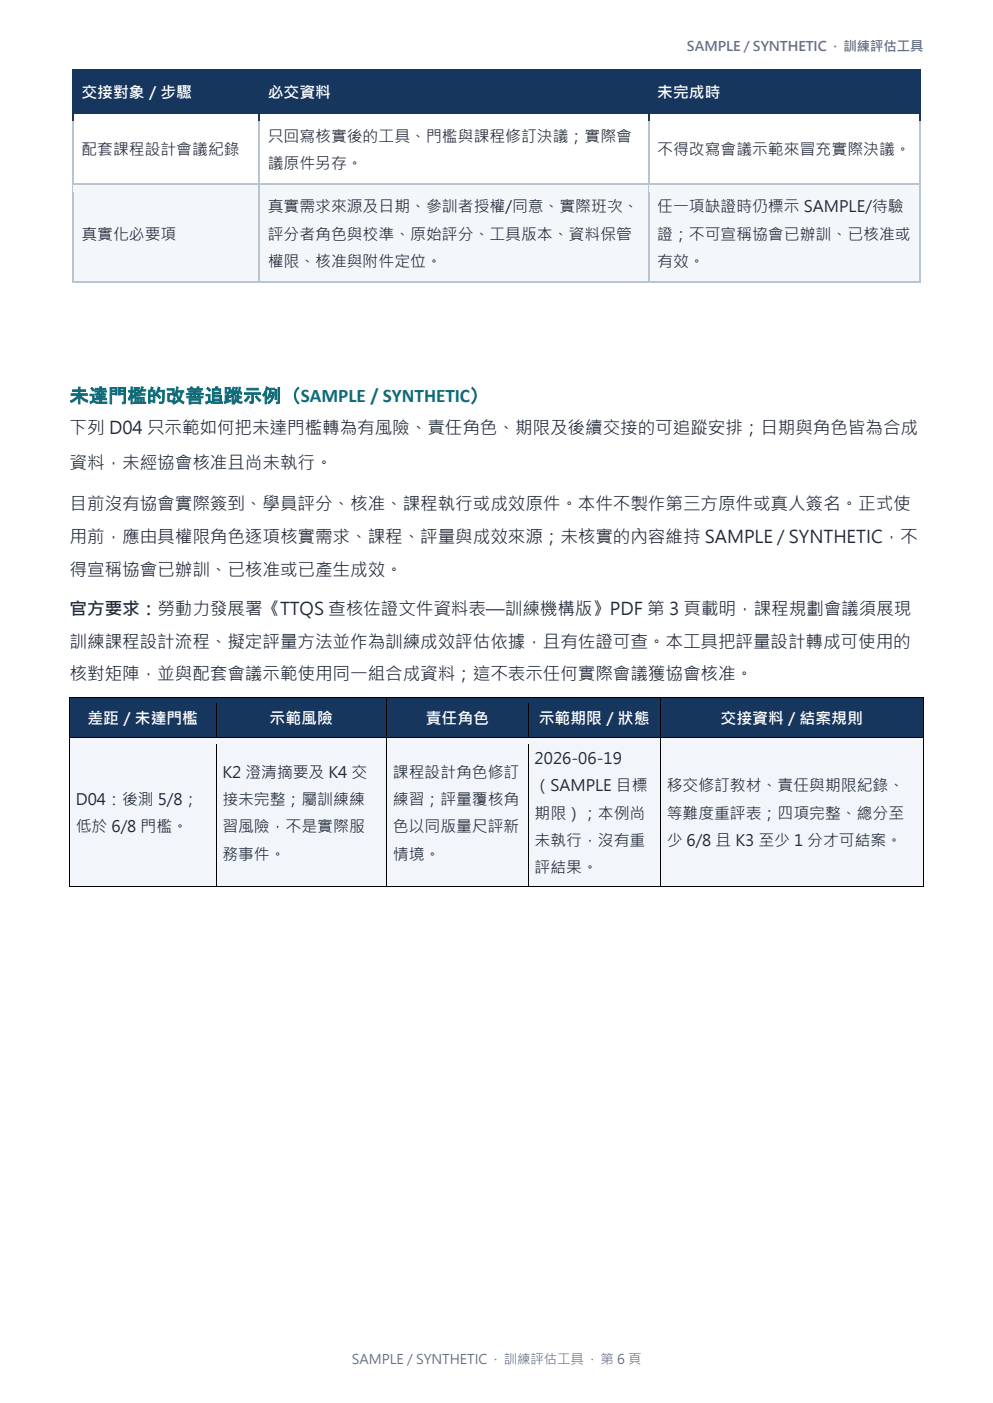 SAMPLE / SYNTHETIC · 訓練評估工具
交接對象 / 步驟
必交資料
未完成時
配套課程設計會議紀錄
只回寫核實後的工具、門檻與課程修訂決議；實際會
議原件另存。
不得改寫會議示範來冒充實際決議。
真實化必要項
真實需求來源及日期、參訓者授權/同意、實際班次、
評分者角色與校準、原始評分、工具版本、資料保管
權限、核准與附件定位。
任一項缺證時仍標示 SAMPLE/待驗
證；不可宣稱協會已辦訓、已核准或
有效。
未達門檻的改善追蹤示例（SAMPLE / SYNTHETIC）
下列 D04 只示範如何把未達門檻轉為有風險、責任角色、期限及後續交接的可追蹤安排；日期與角色皆為合成
資料，未經協會核准且尚未執行。
目前沒有協會實際簽到、學員評分、核准、課程執行或成效原件。本件不製作第三方原件或真人簽名。正式使
用前，應由具權限角色逐項核實需求、課程、評量與成效來源；未核實的內容維持 SAMPLE / SYNTHETIC，不
得宣稱協會已辦訓、已核准或已產生成效。
官方要求：勞動力發展署《TTQS 查核佐證文件資料表—訓練機構版》PDF 第 3 頁載明，課程規劃會議須展現
訓練課程設計流程、擬定評量方法並作為訓練成效評估依據，且有佐證可查。本工具把評量設計轉成可使用的
核對矩陣，並與配套會議示範使用同一組合成資料；這不表示任何實際會議獲協會核准。
差距 / 未達門檻
示範風險
責任角色
示範期限 / 狀態
交接資料 / 結案規則
D04：後測 5/8；
低於 6/8 門檻。
K2 澄清摘要及 K4 交
接未完整；屬訓練練
習風險，不是實際服
務事件。
課程設計角色修訂
練習；評量覆核角
色以同版量尺評新
情境。
2026-06-19
（SAMPLE 目標
期限）；本例尚
未執行，沒有重
評結果。
移交修訂教材、責任與期限紀錄、
等難度重評表；四項完整、總分至
少 6/8 且 K3 至少 1 分才可結案。
SAMPLE / SYNTHETIC · 訓練評估工具 · 第 6 頁